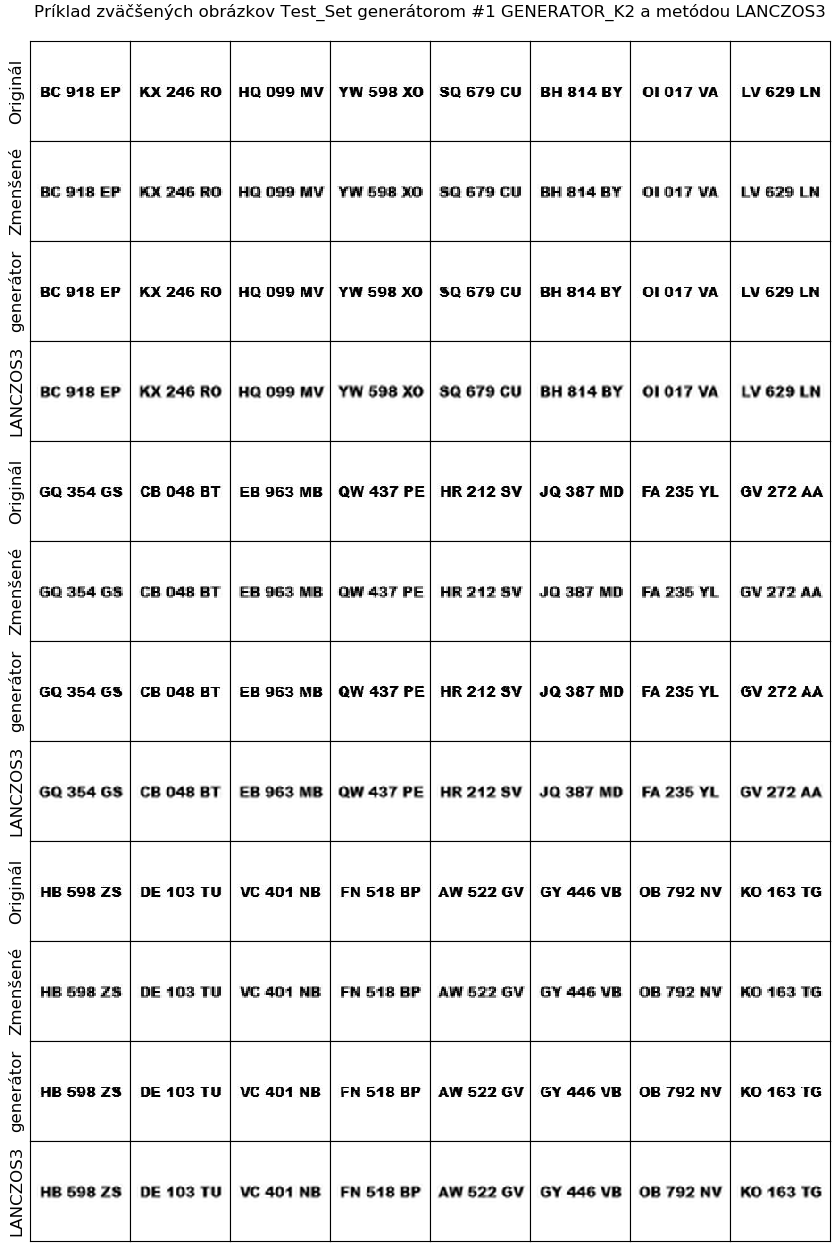 Príklad zväčšených obrázkov Test_Set generátorom #1 GENERATOR_K2 a metódou LANCZOS3
Originál BC 918 EP KX 246 RO HQ 099 MV YW 598 XO SQ 679 CU BH 814 BY OI 017 VA LV 629 LN
Zmenšené BC 918 EP KX 246 RO HQ 099 MV YW 598 XO SQ 679 CU BH 814 BY OI 017 VA LV 629 LN
generátor BC 918 EP KX 246 RO HQ 099 MV YW 598 XO SQ 679 CU BH 814 BY OI 017 VA LV 629 LN
LANCZOS3 BC 918 EP KX 246 RO HQ 099 MV YW 598 XO SQ 679 CU BH 814 BY OI 017 VA LV 629 LN
Originál GQ 354 GS CB 048 BT EB 963 MB QW 437 PE HR 212 SV JQ 387 MD FA 235 YL GV 272 AA
Zmenšené GQ 354 GS CB 048 BT EB 963 MB QW 437 PE HR 212 SV JQ 387 MD FA 235 YL GV 272 AA
generátor GQ 354 GS CB 048 BT EB 963 MB QW 437 PE HR 212 SV JQ 387 MD FA 235 YL GV 272 AA
LANCZOS3 GQ 354 GS CB 048 BT EB 963 MB QW 437 PE HR 212 SV JQ 387 MD FA 235 YL GV 272 AA
Originál HB 598 ZS DE 103 TU VC 401 NB FN 518 BP AW 522 GV GY 446 VB OB 792 NV KO 163 TG
Zmenšené HB 598 ZS DE 103 TU VC 401 NB FN 518 BP AW 522 GV GY 446 VB OB 792 NV KO 163 TG
generátor HB 598 ZS DE 103 TU VC 401 NB FN 518 BP AW 522 GV GY 446 VB OB 792 NV KO 163 TG
LANCZOS3 HB 598 ZS DE 103 TU VC 401 NB FN 518 BP AW 522 GV GY 446 VB OB 792 NV KO 163 TG